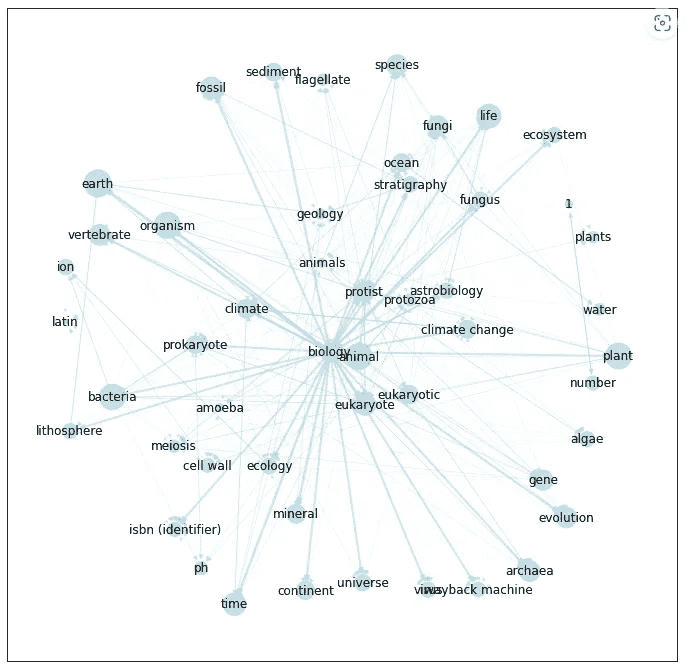 species
sediment
flagellate
fossil
life
fungi
ecosystem
ocean
earth
stratigraphy
fungus
1
geology
organism
vertebrate
plants
animals
ion
protist
astrobiology
protozoa
climate
water
latin
climate change
prokaryote
biology
animal
plant
number
eukaryotic
bacteria
eukaryote
amoeba
lithosphere
algae
meiosis
cell wall
ecology
gene
mineral
evolution
isbn (identifier)
ph
archaea
universe
continent
virus
wayback machine
time